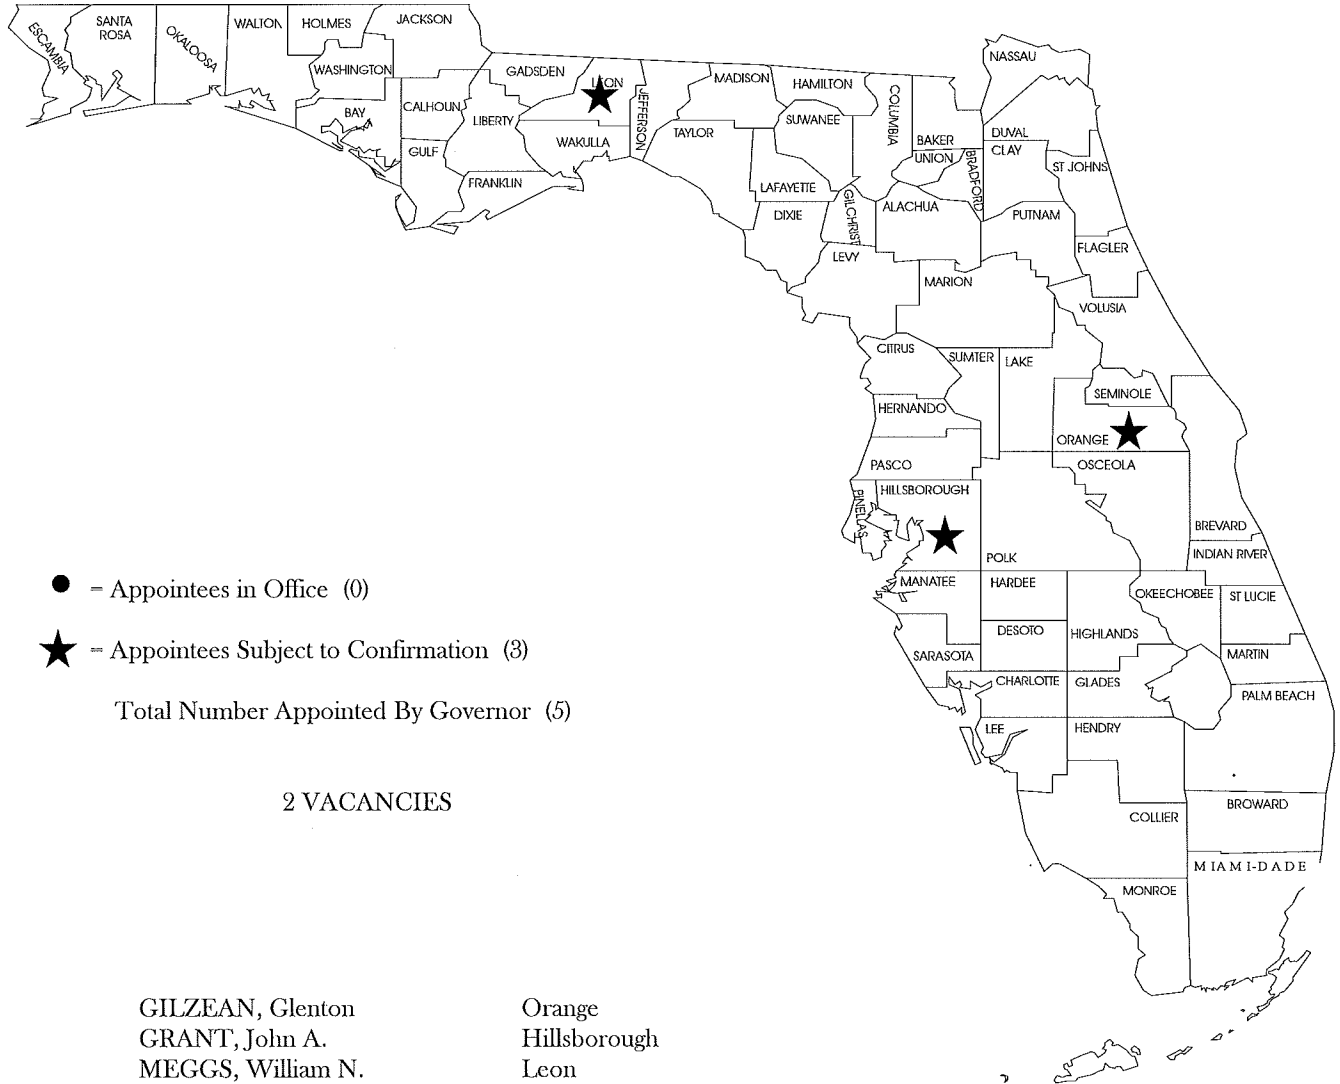 ESCAMBIA
SANTA
ROSA
OKALOOSA
WALTON
HOLMES
JACKSON
WASHINGTON
BAY
CALHOUN
GULF
GADSDEN
LIBERTY
LEON
JEFFERSON
WAKULLA
FRANKLIN
MADISON
TAYLOR
HAMILTON
SUWANEE
LAFAYETTE
DIXIE
COLUMBIA
GILCHRIST
BAKER
UNION
BRADFORD
ALACHUA
LEVY
NASSAU
DUVAL
CLAY
ST JOHNS
PUTNAM
FLAGLER
MARION
VOLUSIA
CITRUS
SUMTER
LAKE
SEMINOLE
HERNANDO
ORANGE
PASCO
OSCEOLA
PINELLAS
HILLSBOROUGH
POLK
BREVARD
INDIAN RIVER
MANATEE
HARDEE
OKEECHOBEE
ST LUCIE
DESOTO
HIGHLANDS
SARASOTA
MARTIN
CHARLOTTE
GLADES
PALM BEACH
LEE
HENDRY
BROWARD
COLLIER
MIAMI-DADE
MONROE
= Appointees in Office (0)
= Appointees Subject to Confirmation (3)
Total Number Appointed By Governor (5)
2 VACANCIES
GILZEAN, Glenton Orange
GRANT, John A. Hillsborough
MEGGS, William N. Leon